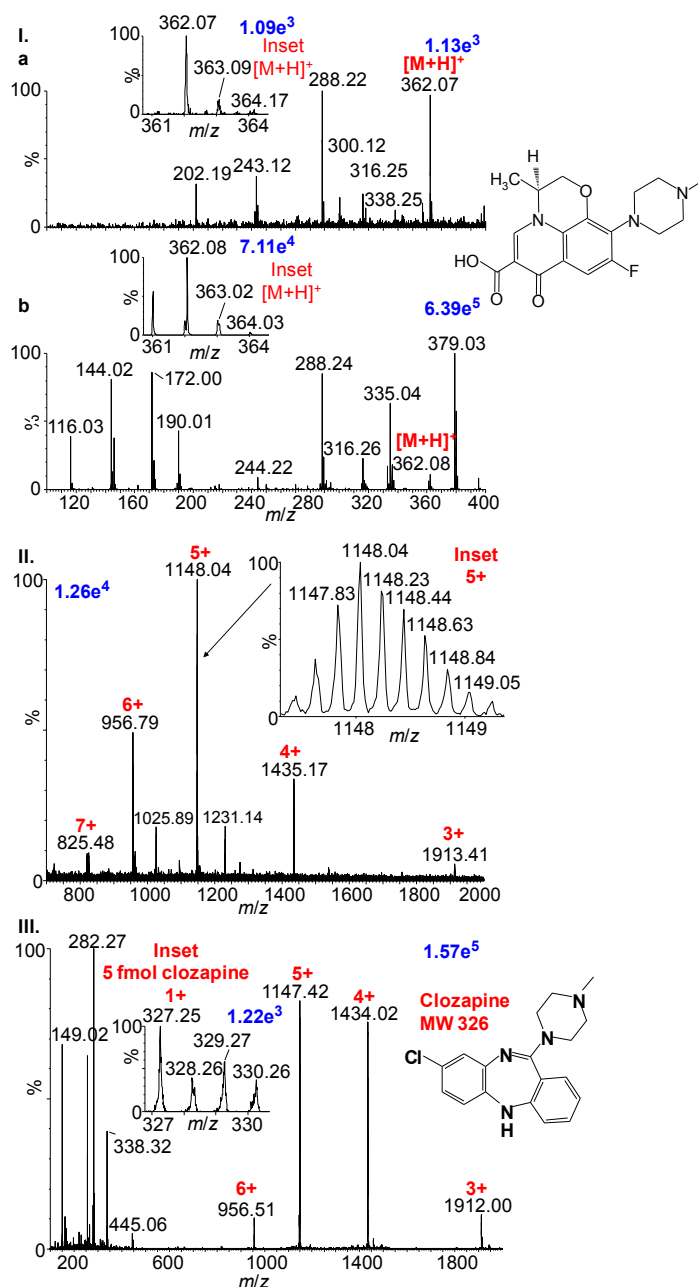 I.
a
1.09e3
362.07
Inset
[M+H]+
363.09
364.17
%
361
m/z
364
1.13e3
[M+H]+
362.07
288.22
300.12
316.25
338.25
243.12
202.19
100
%
0
H
H3C
O
N
N
N
HO
O
O
F
7.11e4
362.08
Inset
[M+H]+
363.02
364.03
%
361
m/z
364
b
6.39e5
379.03
100
144.02
172.00
288.24
335.04
116.03
190.01
[M+H]+
316.26
362.08
244.22
%
0
120
160
200
240
280
320
360
400
m/z
II.
5+
1148.04
1.26e4
100
Inset
5+
1148.04
1147.83
1148.23
1148.44
1148.63
1148.84
1149.05
100
%
0
1148
1149
m/z
6+
956.79
4+
1435.17
7+
825.48
1025.89
1231.14
3+
1913.41
%
0
800
1000
1200
1400
1600
1800
2000
m/z
III.
282.27
100
Inset
5 fmol clozapine
1+
1.22e3
327.25
329.27
328.26
330.26
100
%
0
327
m/z
330
1.57e5
5+
1147.42
4+
1434.02
Clozapine
MW 326
N
N
N
Cl
N
H
149.02
338.32
445.06
6+
956.51
3+
1912.00
%
0
200
600
1000
1400
1800
m/z